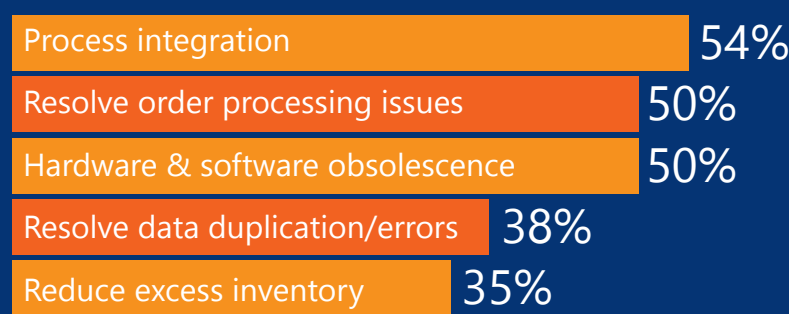 Process integration 54%
Resolve order processing issues 50%
Hardware & software obsolescence 50%
Resolve data duplication/errors 38%
Reduce excess inventory 35%